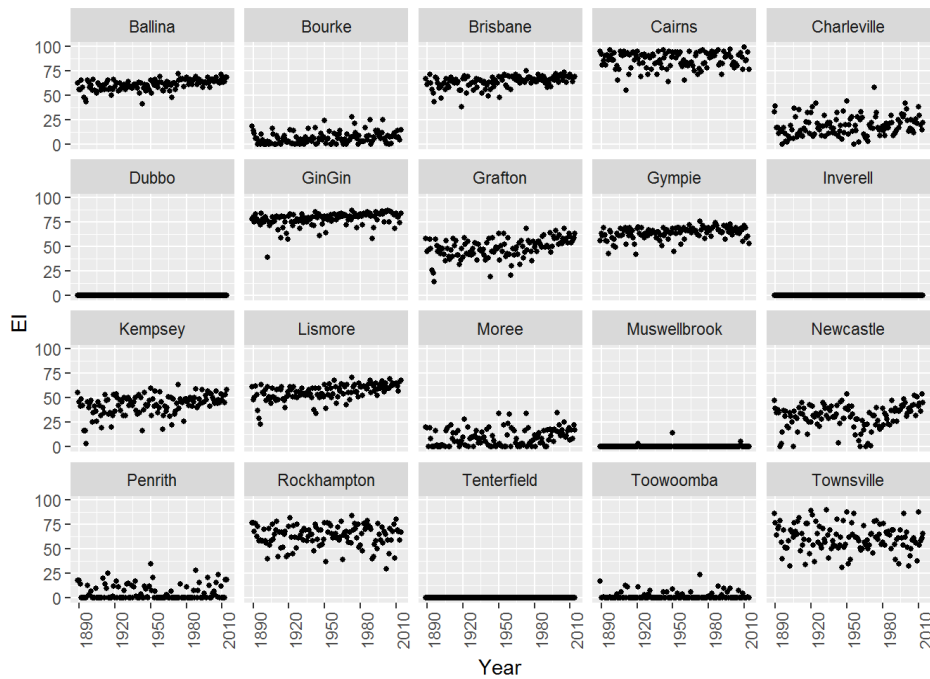 Ballina Bourke Brisbane Cairns Charleville
100
75
50
25
0
Dubbo GinGin Grafton Gympie Inverell
100
75
50
25
0
EI
Kempsey Lismore Moree Muswellbrook Newcastle
100
75
50
25
0
Penrith Rockhampton Tenterfield Toowoomba Townsville
100
75
50
25
0
1890 1920 1950 1980 2010 1890 1920 1950 1980 2010 1890 1920 1950 1980 2010 1890 1920 1950 1980 2010 1890 1920 1950 1980 2010
Year